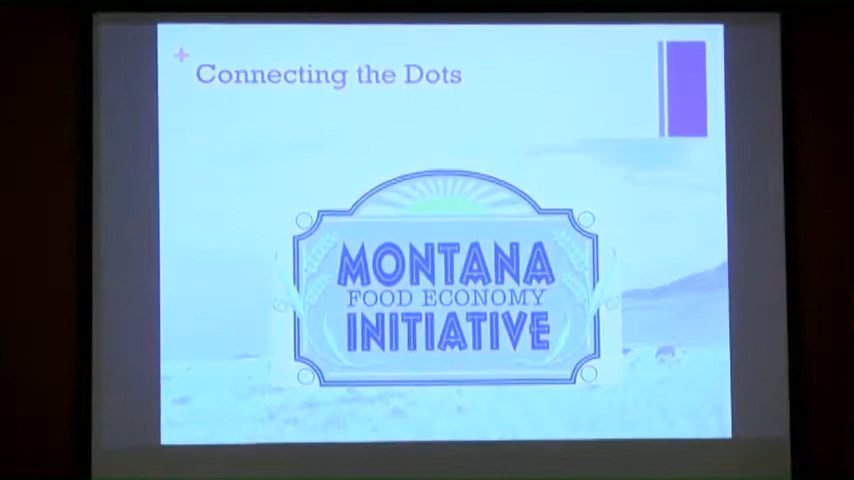 +
Connecting the Dots
MONTANA
FOOD ECONOMY
INITIATIVE